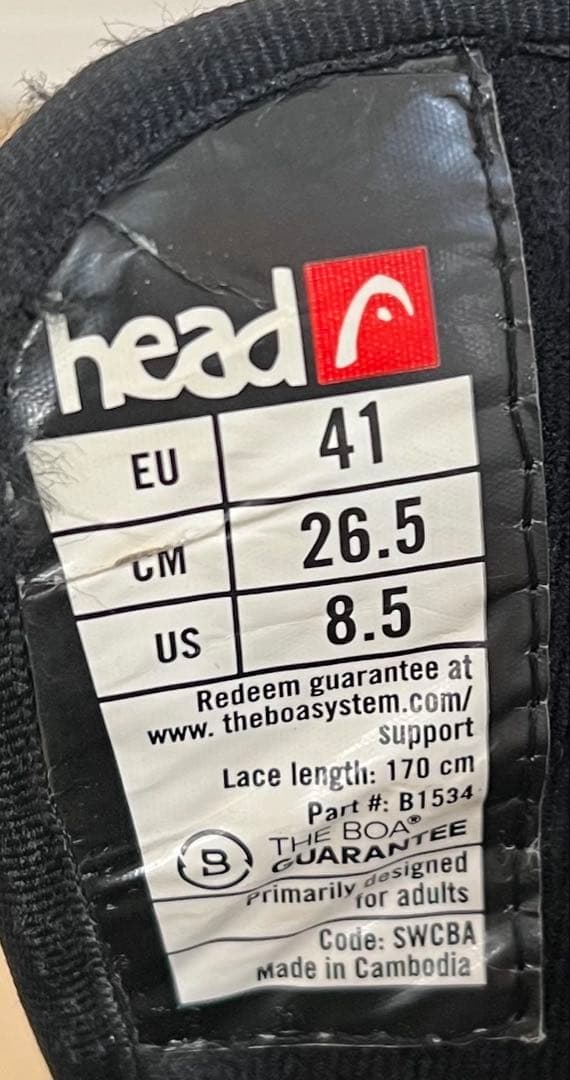 head
EU 41
CM 26.5
US 8.5
Redeem guarantee at
www. theboasystem.com/
support
Lace length: 170 cm
Part #: B1534
B THE BOA®
GUARANTEE
Primarily designed
for adults
Code: SWCBA
Made in Cambodia